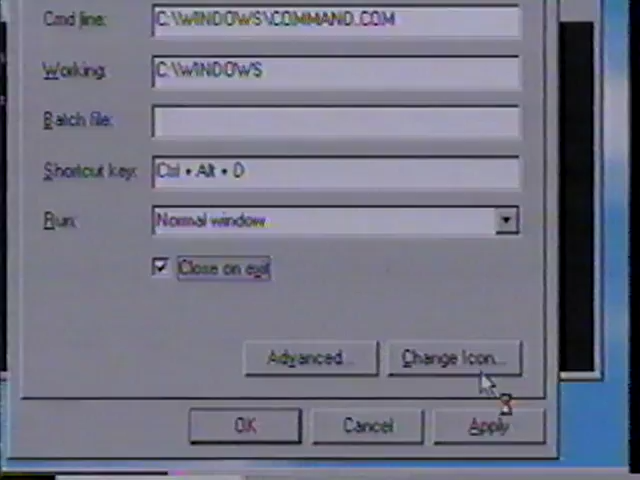 Cmd line: C:\WINDOWS\COMMAND.COM
Working: C:\WINDOWS
Batch file:
Shortcut key: Ctrl + Alt + D
Run: Normal window
Close on exit
Advanced... Change Icon...
OK Cancel Apply